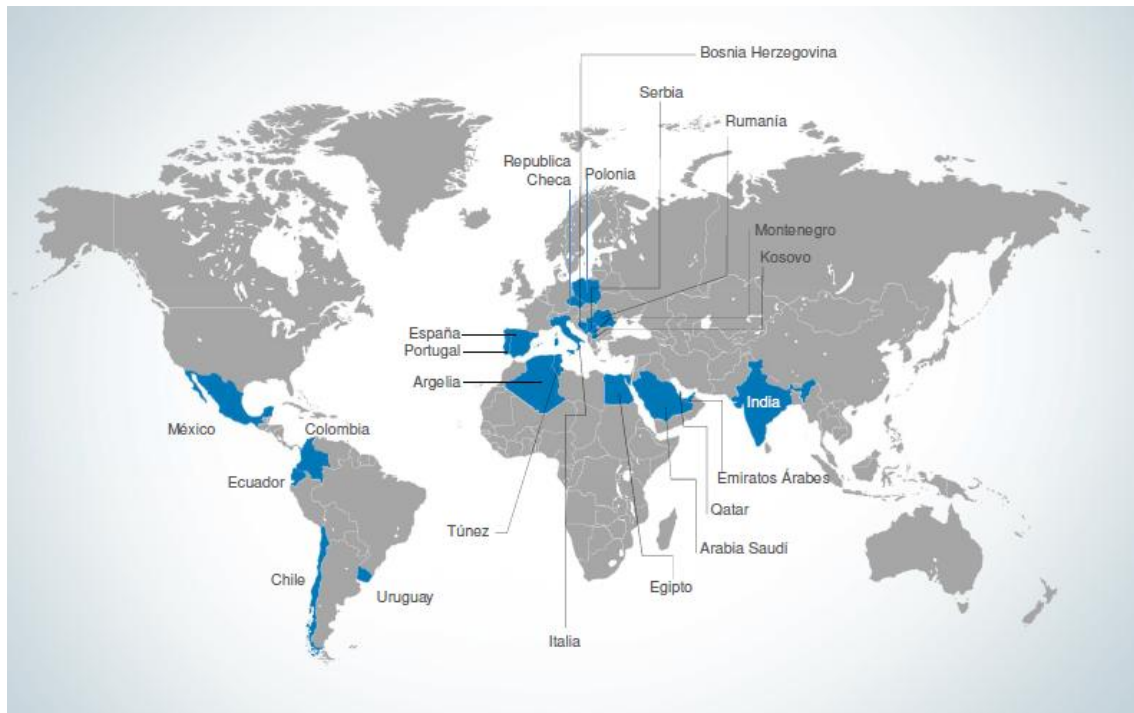 Bosnia Herzegovina
Serbia
Rumanía
Republica
Checa
Polonia
Montenegro
Kosovo
España
Portugal
Argelia
India
México
Colombia
Ecuador
Emiratos Árabes
Qatar
Túnez
Arabia Saudí
Chile
Egipto
Uruguay
Italia